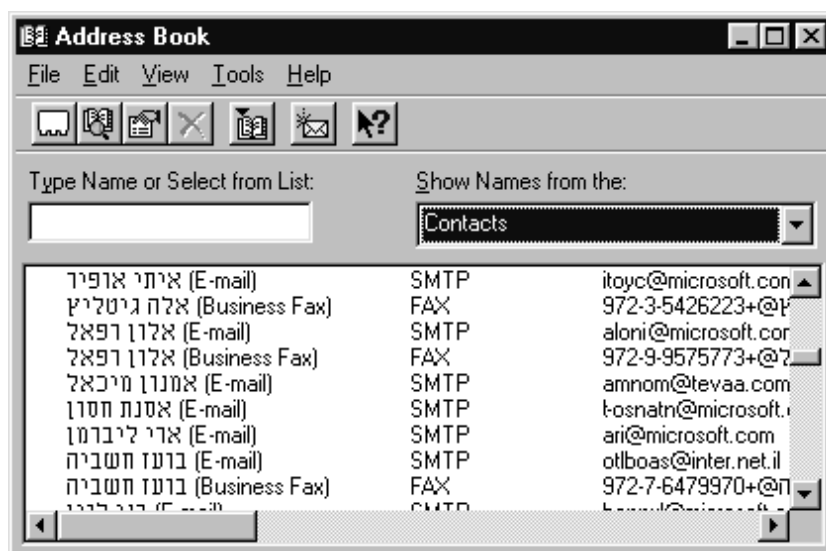 Address Book
File Edit View Tools Help
Type Name or Select from List: Show Names from the:
Contacts
איתי אופיר (E-mail) SMTP itoyc@microsoft.com
אלה גיטליץ (Business Fax) FAX 972-3-5426223+@ץ
אלון רפאל (E-mail) SMTP aloni@microsoft.cor
אלון רפאל (Business Fax) FAX 972-9-9575773+@ל
אמנון מיכאל (E-mail) SMTP amnom@tevaa.com
אסנת חסון (E-mail) SMTP t-osnatn@microsoft.
ארי ליברמן (E-mail) SMTP ari@microsoft.com
בועז חשביה (E-mail) SMTP otlboas@inter.net.il
בועז חשביה (Business Fax) FAX 972-7-6479970+@ה
SMTP